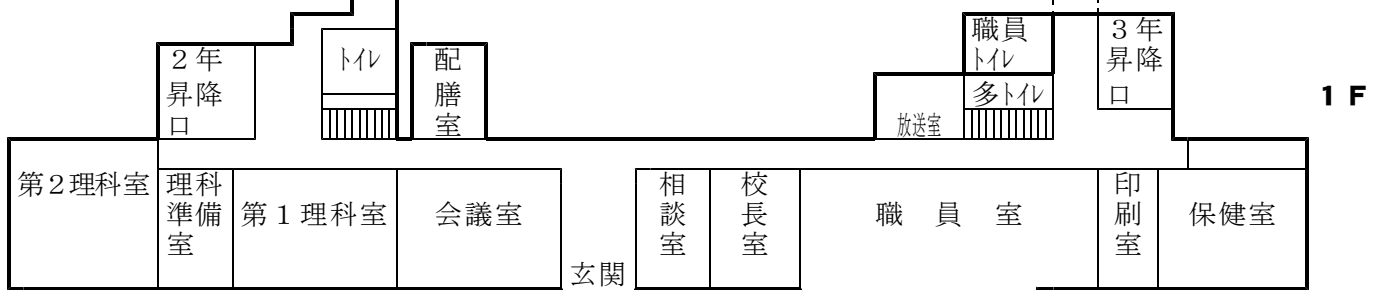 2年
昇降
口
トイレ
配
膳
室
職員
トイレ
多トイレ
放送室
3年
昇降
口
1F
第2理科室
理科
準備
室
第1理科室
会議室
玄関
相
談
室
校
長
室
職員室
印
刷
室
保健室